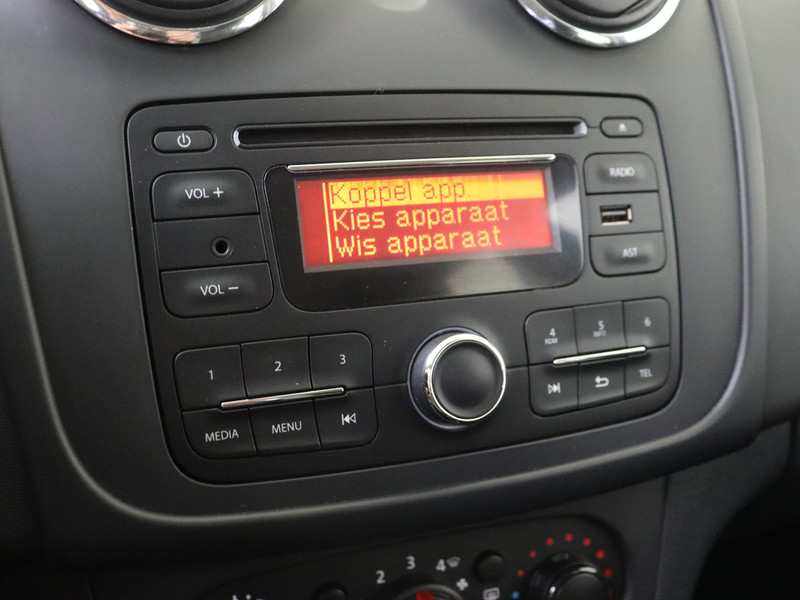 VOL +
VOL −
Koppel app.
Kies apparaat
Wis apparaat
RADIO
AST
1
2
3
MEDIA
MENU
4
RDM
5
INFO
6
TEL
2
3
4